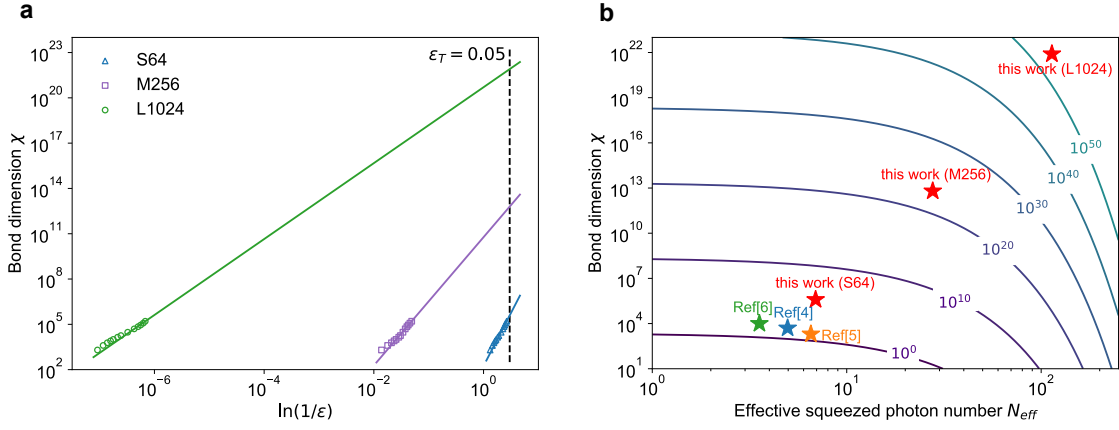 a
S64
M256
L1024
ε_T = 0.05
Bond dimension χ
10^23
10^20
10^17
10^14
10^11
10^8
10^5
10^2
10^−6
10^−4
10^−2
10^0
ln(1/ε)
b
this work (L1024)
this work (M256)
this work (S64)
Ref[6]
Ref[4]
Ref[5]
10^50
10^40
10^30
10^20
10^10
10^0
Bond dimension χ
10^22
10^19
10^16
10^13
10^10
10^7
10^4
10^1
10^0
10^1
10^2
Effective squeezed photon number N_eff